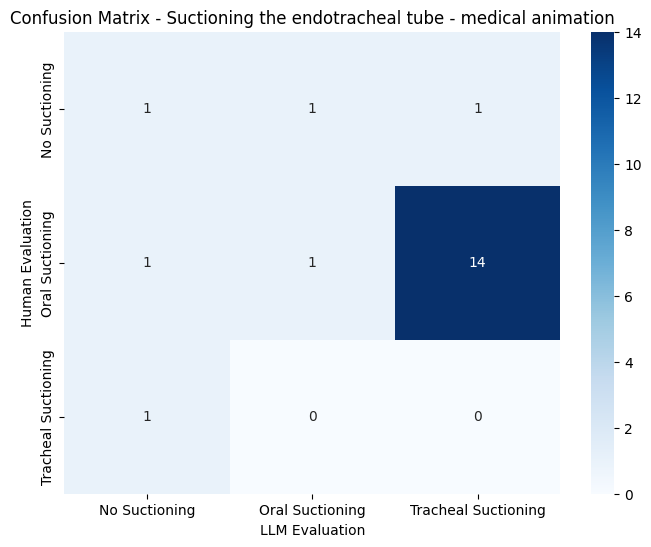 Confusion Matrix - Suctioning the endotracheal tube - medical animation
Human Evaluation
No Suctioning
1 1 1
Oral Suctioning
1 1 14
Tracheal Suctioning
1 0 0
No Suctioning Oral Suctioning Tracheal Suctioning
LLM Evaluation
14
12
10
8
6
4
2
0